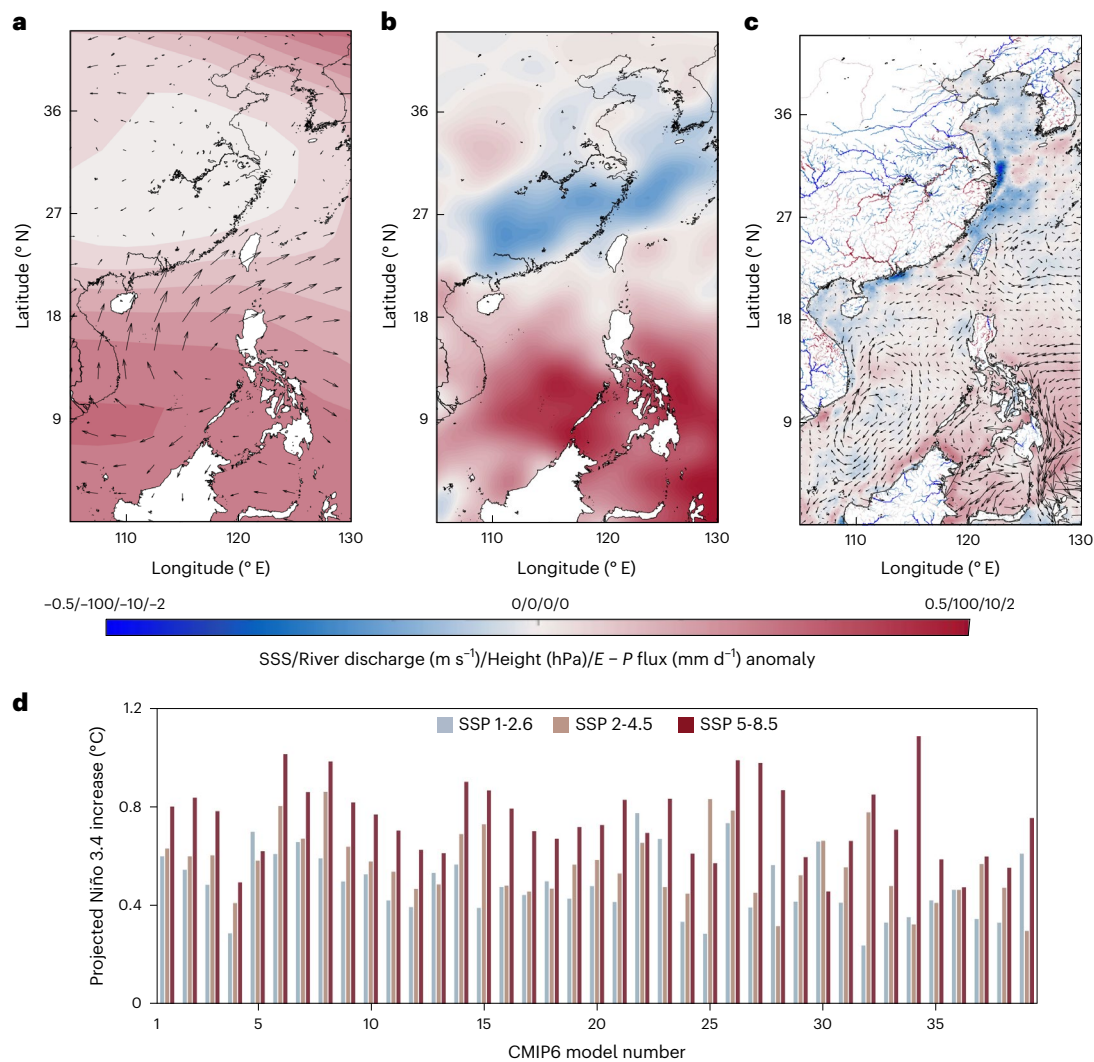 a
b
c
36
27
18
9
Latitude (° N)
110
120
130
Longitude (° E)
36
27
18
9
Latitude (° N)
110
120
130
Longitude (° E)
36
27
18
9
Latitude (° N)
110
120
130
Longitude (° E)
–0.5/–100/–10/–2
0/0/0/0
0.5/100/10/2
SSS/River discharge (m s⁻¹)/Height (hPa)/E – P flux (mm d⁻¹) anomaly
d
1.2
0.8
0.4
0
Projected Niño 3.4 increase (°C)
SSP 1-2.6
SSP 2-4.5
SSP 5-8.5
1
5
10
15
20
25
30
35
CMIP6 model number